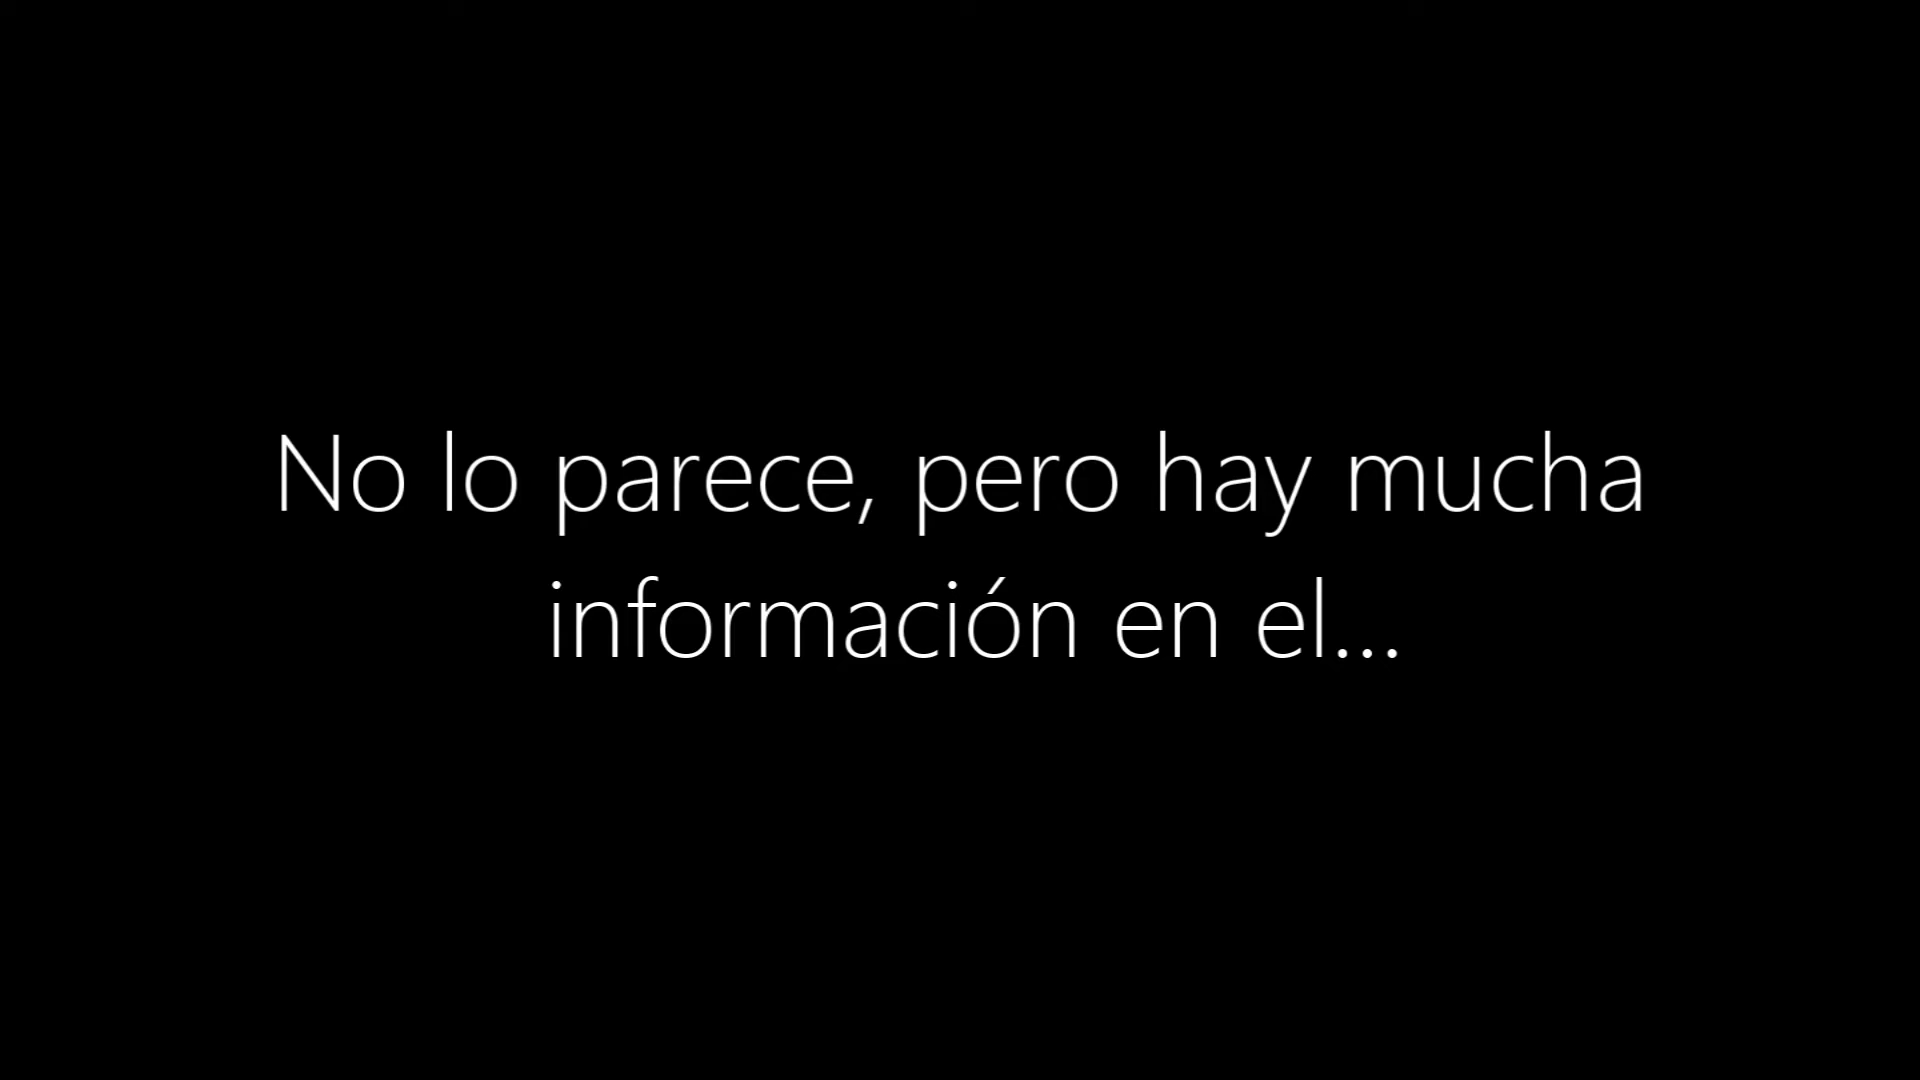 No lo parece, pero hay mucha
información en el...